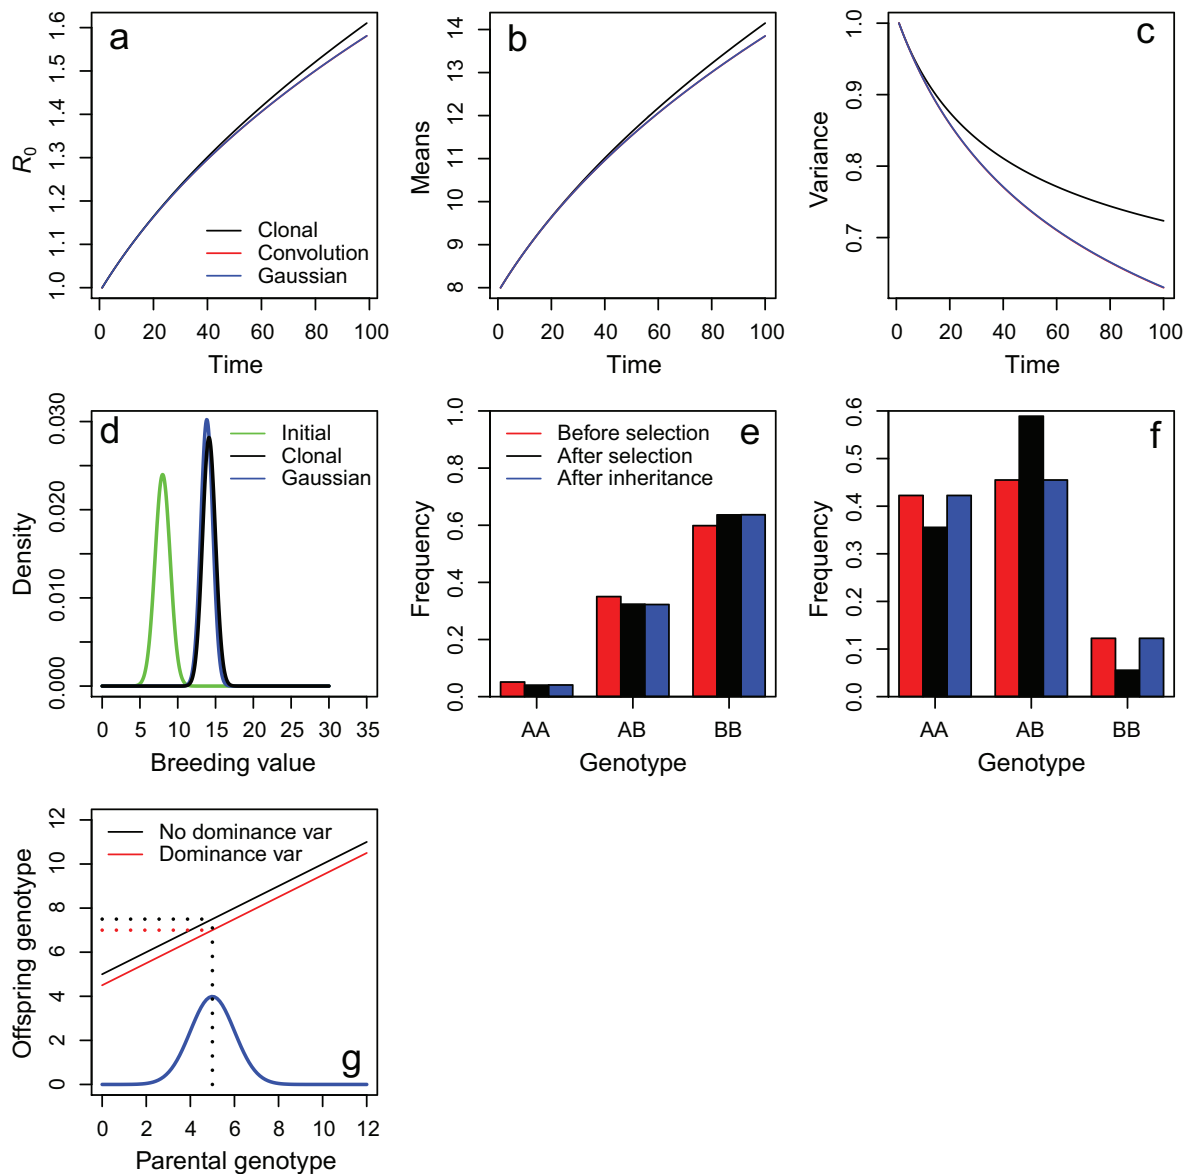 a
R0
1.0 1.1 1.2 1.3 1.4 1.5 1.6
Clonal
Convolution
Gaussian
0 20 40 60 80 100
Time
b
Means
8 9 10 11 12 13 14
0 20 40 60 80 100
Time
c
Variance
0.7 0.8 0.9 1.0
0 20 40 60 80 100
Time
d
Density
0.000 0.010 0.020 0.030
Initial
Clonal
Gaussian
0 5 10 15 20 25 30 35
Breeding value
e
Frequency
0.0 0.2 0.4 0.6 0.8 1.0
Before selection
After selection
After inheritance
AA AB BB
Genotype
f
Frequency
0.0 0.1 0.2 0.3 0.4 0.5 0.6
AA AB BB
Genotype
g
Offspring genotype
0 2 4 6 8 10 12
No dominance var
Dominance var
0 2 4 6 8 10 12
Parental genotype